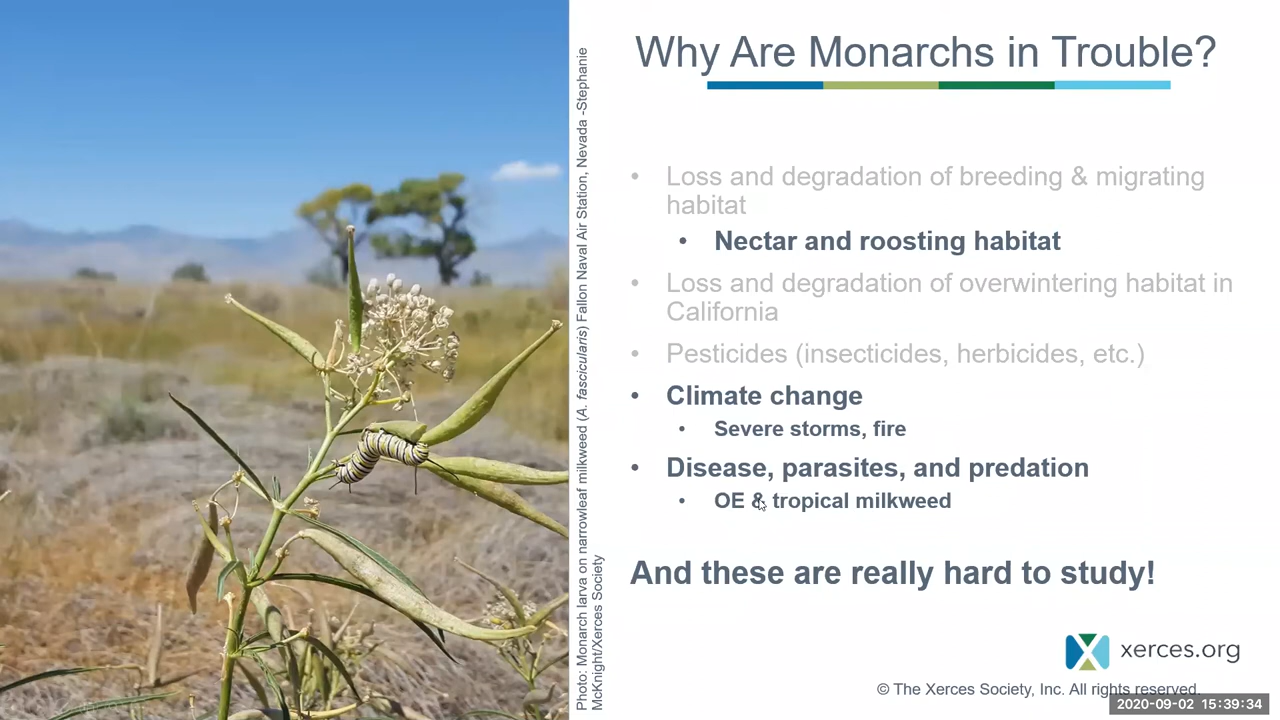 Why Are Monarchs in Trouble?
• Loss and degradation of breeding & migrating
habitat
• Nectar and roosting habitat
• Loss and degradation of overwintering habitat in
California
• Pesticides (insecticides, herbicides, etc.)
• Climate change
• Severe storms, fire
• Disease, parasites, and predation
• OE & tropical milkweed
And these are really hard to study!
Photo: Monarch larva on narrowleaf milkweed (A. fascicularis) Fallon Naval Air Station, Nevada -Stephanie
McKnight/Xerces Society
xerces.org
© The Xerces Society, Inc. All rights reserved.
2020-09-02 15:39:34